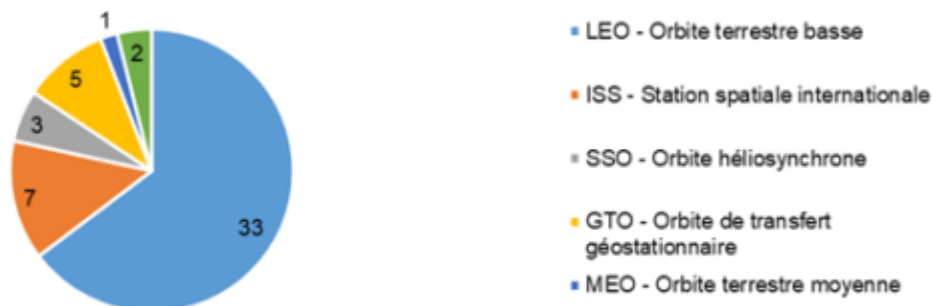 1
2
5
3
7
33
LEO - Orbite terrestre basse
ISS - Station spatiale internationale
SSO - Orbite héliosynchrone
GTO - Orbite de transfert
géostationnaire
MEO - Orbite terrestre moyenne